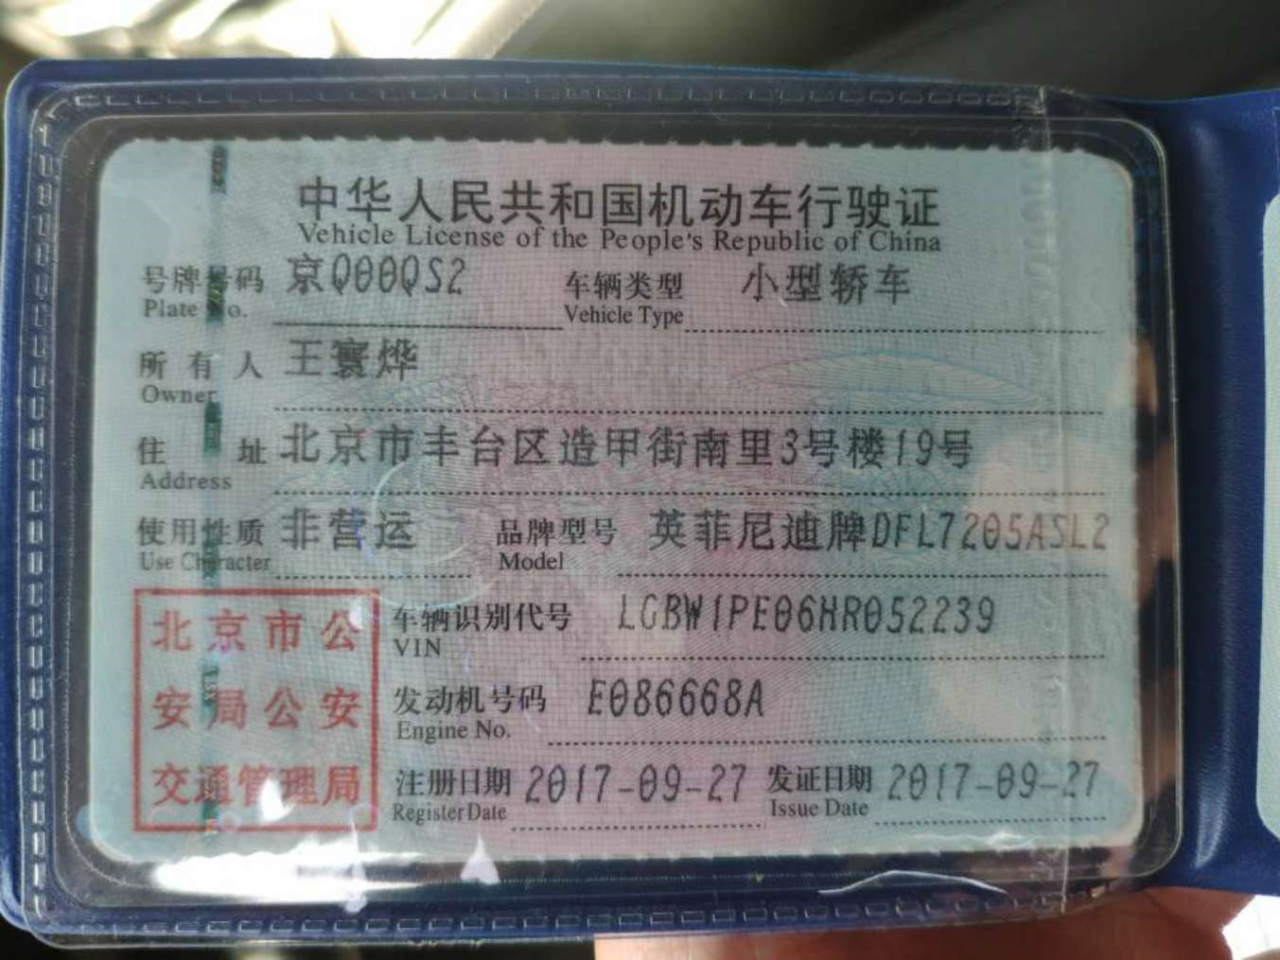 中华人民共和国机动车行驶证
Vehicle License of the People's Republic of China
号牌号码 京Q00QS2 车辆类型 小型轿车
Plate No. Vehicle Type
所有人 王寰烨
Owner
住址 北京市丰台区造甲街南里3号楼19号
Address
使用性质 非营运 品牌型号 英菲尼迪牌DFL7205ASL2
Use Character Model
北京市公
安局公安
交通管理局
车辆识别代号 LGBW1PE06HR052239
VIN
发动机号码 E086668A
Engine No.
注册日期 2017-09-27 发证日期 2017-09-27
Register Date Issue Date